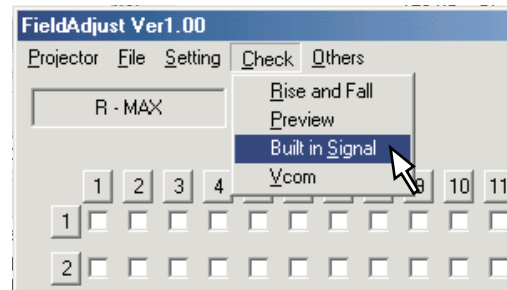 FieldAdjust Ver1.00
Projector File Setting Check Others
R - MAX
Rise and Fall
Preview
Built in Signal
Vcom
1 2 3 4 9 10 11
1
2